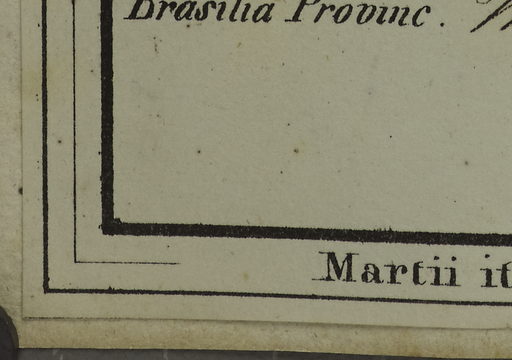 Brasilia Provinc.
Martii it